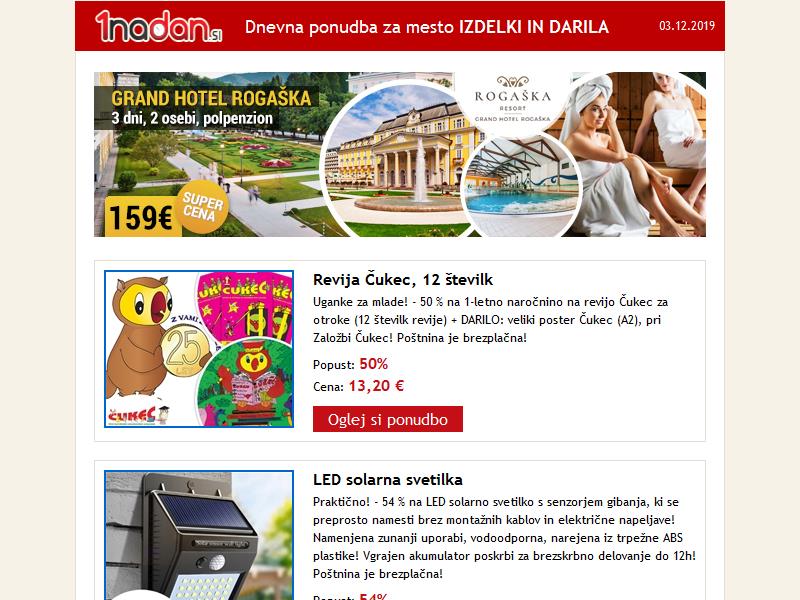 1nadan.si
Dnevna ponudba za mesto IZDELKI IN DARILA
03.12.2019
GRAND HOTEL ROGAŠKA
3 dni, 2 osebi, polpenzion
159€
SUPER
CENA
ROGAŠKA
RESORT
GRAND HOTEL ROGAŠKA
Revija Čukec, 12 številk
Uganke za mlade! - 50 % na 1-letno naročnino na revijo Čukec za
otroke (12 številk revije) + DARILO: veliki poster Čukec (A2), pri
Založbi Čukec! Poštnina je brezplačna!
Popust: 50%
Cena: 13,20 €
Oglej si ponudbo
Z VAMI
25
LET
ČUKEC
LED solarna svetilka
Praktično! - 54 % na LED solarno svetilko s senzorjem gibanja, ki se
preprosto namesti brez montažnih kablov in električne napeljave!
Namenjena zunanji uporabi, vodoodporna, narejena iz trpežne ABS
plastike! Vgrajen akumulator poskrbi za brezskrbno delovanje do 12h!
Poštnina je brezplačna!
Popust: 54%